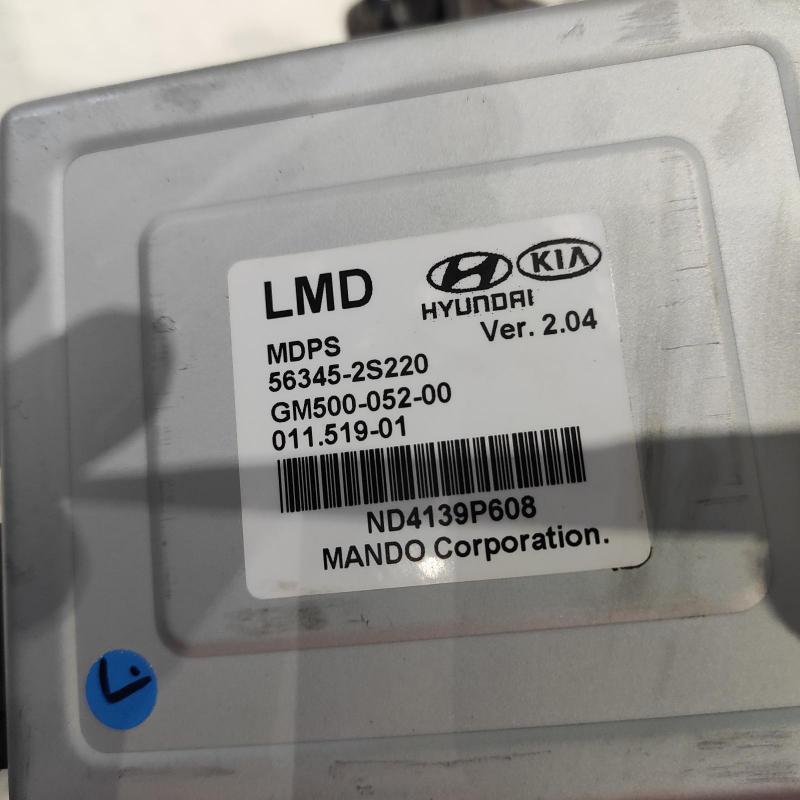 LMD
HYUNDAI
KIA
Ver. 2.04
MDPS
56345-2S220
GM500-052-00
011.519-01
ND4139P608
MANDO Corporation.